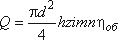 Q = πd²/4 hzimnη_об